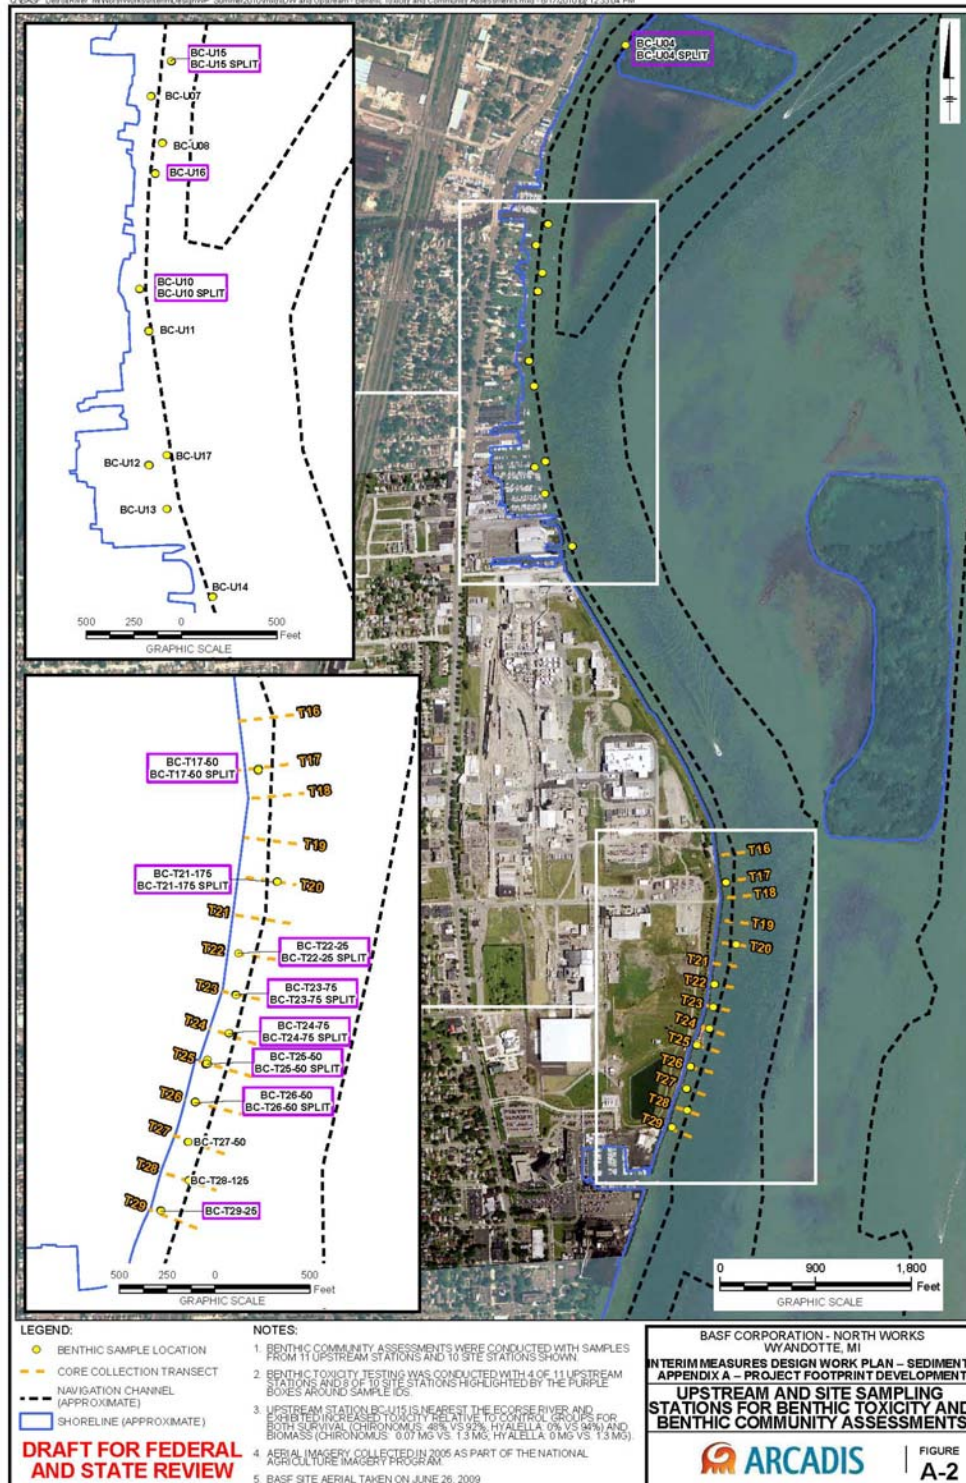 BC-U15
BC-U15 SPLIT
BC-U07
BC-U08
BC-U16
BC-U10
BC-U10 SPLIT
BC-U11
BC-U12
BC-U17
BC-U13
BC-U14
500 250 0 500
Feet
GRAPHIC SCALE
BC-U04
BC-U04 SPLIT
T16
T17
T18
T19
T20
T21
T22
T23
T24
T25
T26
T27
T28
T29
BC-T17-50
BC-T17-50 SPLIT
BC-T21-175
BC-T21-175 SPLIT
BC-T22-25
BC-T22-25 SPLIT
BC-T23-75
BC-T23-75 SPLIT
BC-T24-75
BC-T24-75 SPLIT
BC-T25-50
BC-T25-50 SPLIT
BC-T26-50
BC-T26-50 SPLIT
BC-T27-50
BC-T28-125
BC-T29-25
500 250 0 500
Feet
GRAPHIC SCALE
T16
T17
T18
T19
T20
T21
T22
T23
T24
T25
T26
T27
T28
T29
0 900 1,800
Feet
GRAPHIC SCALE
LEGEND:
BENTHIC SAMPLE LOCATION
CORE COLLECTION TRANSECT
NAVIGATION CHANNEL
(APPROXIMATE)
SHORELINE (APPROXIMATE)
DRAFT FOR FEDERAL
AND STATE REVIEW
NOTES:
1. BENTHIC COMMUNITY ASSESSMENTS WERE CONDUCTED WITH SAMPLES
FROM 11 UPSTREAM STATIONS AND 10 SITE STATIONS SHOWN.
2. BENTHIC TOXICITY TESTING WAS CONDUCTED WITH 4 OF 11 UPSTREAM
STATIONS AND 8 OF 10 SITE STATIONS HIGHLIGHTED BY THE PURPLE
BOXES AROUND SAMPLE IDS.
3. UPSTREAM STATION BC-U15 IS NEAREST THE ECORSE RIVER AND
EXHIBITED INCREASED TOXICITY RELATIVE TO CONTROL GROUPS FOR
BOTH SURVIVAL (CHIRONOMUS: 48% VS 92%, HYALELLA: 0% VS 94%) AND
BIOMASS (CHIRONOMUS: 0.07 MG VS. 1.3 MG, HYALELLA: 0 MG VS. 1.3 MG).
4. AERIAL IMAGERY COLLECTED IN 2005 AS PART OF THE NATIONAL
AGRICULTURE IMAGERY PROGRAM.
5. BASF SITE AERIAL TAKEN ON JUNE 26, 2009
BASF CORPORATION - NORTH WORKS
WYANDOTTE, MI
INTERIM MEASURES DESIGN WORK PLAN – SEDIMENT
APPENDIX A – PROJECT FOOTPRINT DEVELOPMENT
UPSTREAM AND SITE SAMPLING
STATIONS FOR BENTHIC TOXICITY AND
BENTHIC COMMUNITY ASSESSMENTS
ARCADIS
FIGURE
A-2